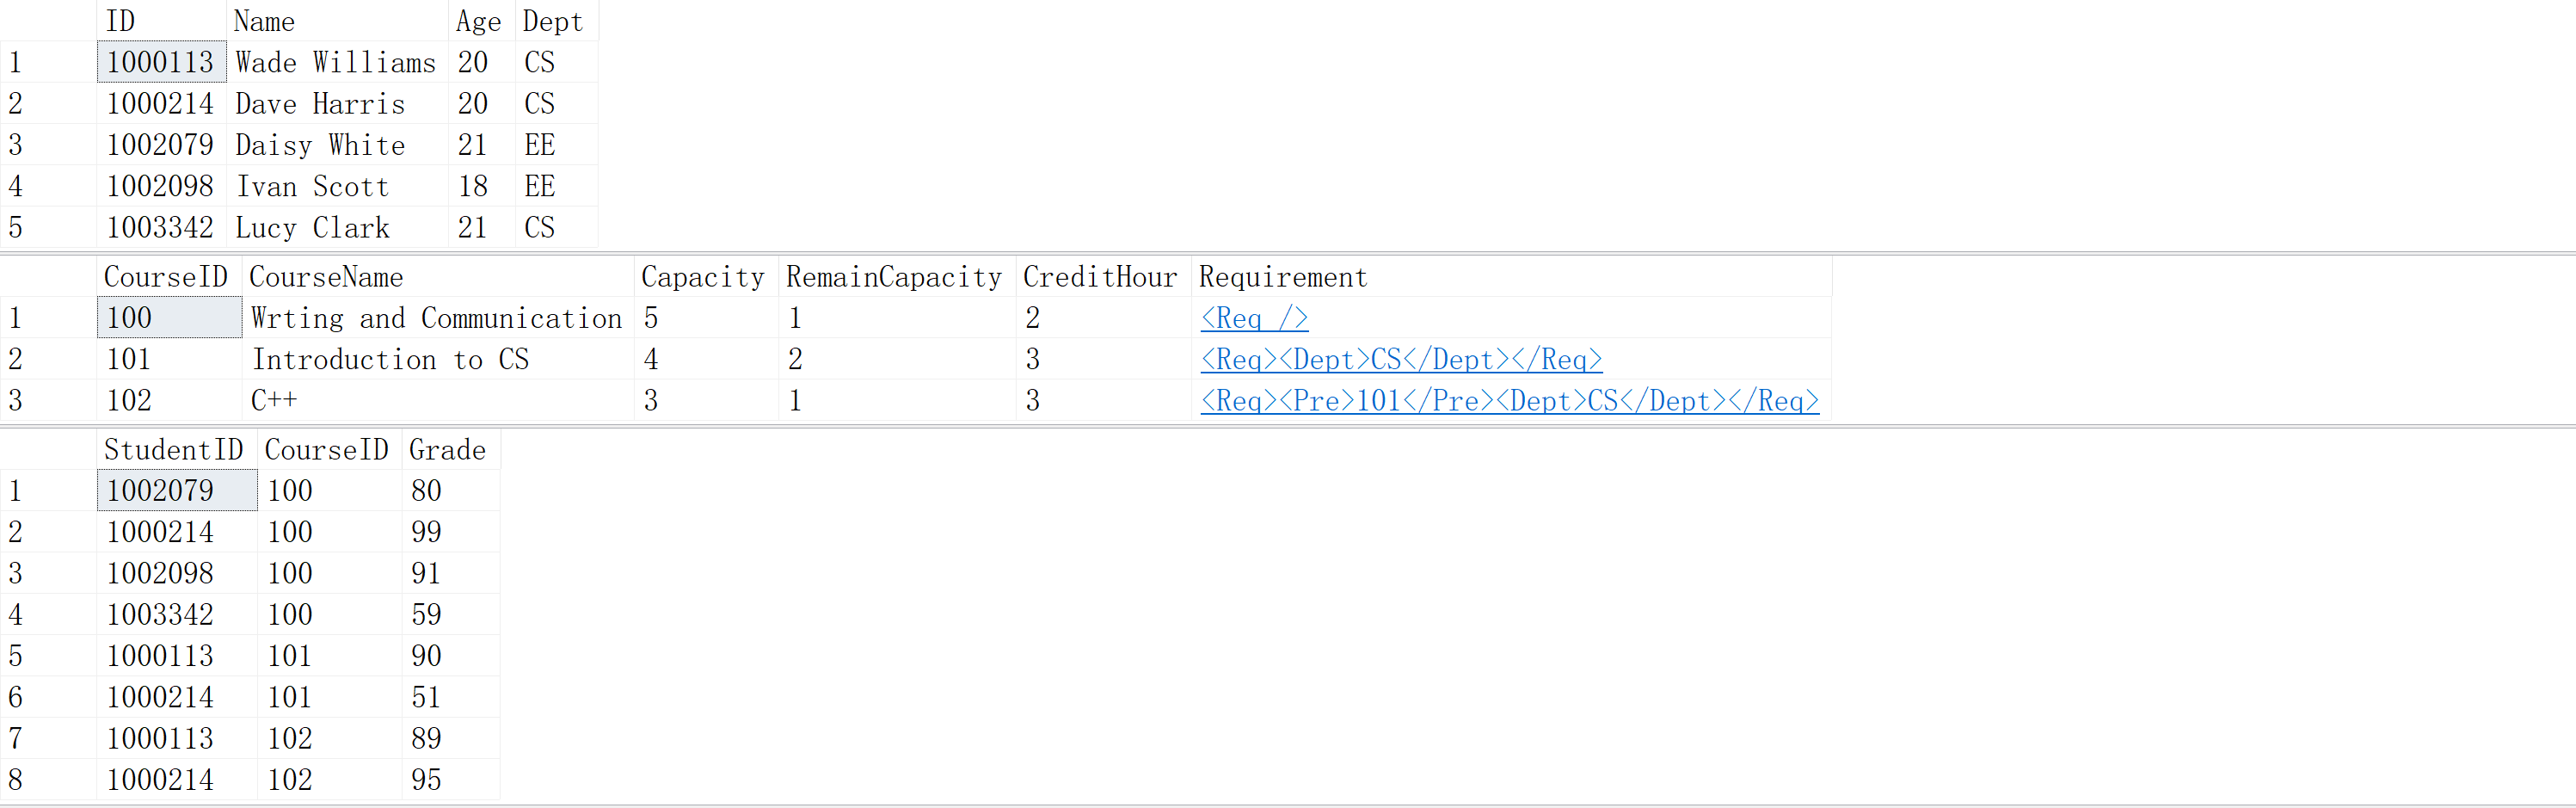 ID Name Age Dept
1 1000113 Wade Williams 20 CS
2 1000214 Dave Harris 20 CS
3 1002079 Daisy White 21 EE
4 1002098 Ivan Scott 18 EE
5 1003342 Lucy Clark 21 CS
CourseID CourseName Capacity RemainCapacity CreditHour Requirement
1 100 Wrting and Communication 5 1 2 <Req />
2 101 Introduction to CS 4 2 3 <Req><Dept>CS</Dept></Req>
3 102 C++ 3 1 3 <Req><Pre>101</Pre><Dept>CS</Dept></Req>
StudentID CourseID Grade
1 1002079 100 80
2 1000214 100 99
3 1002098 100 91
4 1003342 100 59
5 1000113 101 90
6 1000214 101 51
7 1000113 102 89
8 1000214 102 95